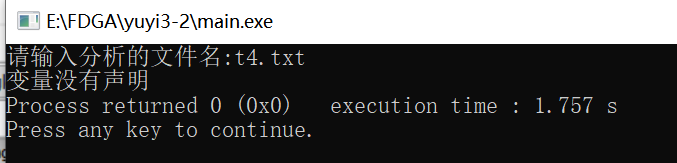 E:\FDGA\yuyi3-2\main.exe
请输入分析的文件名:t4.txt
变量没有声明
Process returned 0 (0x0)   execution time : 1.757 s
Press any key to continue.